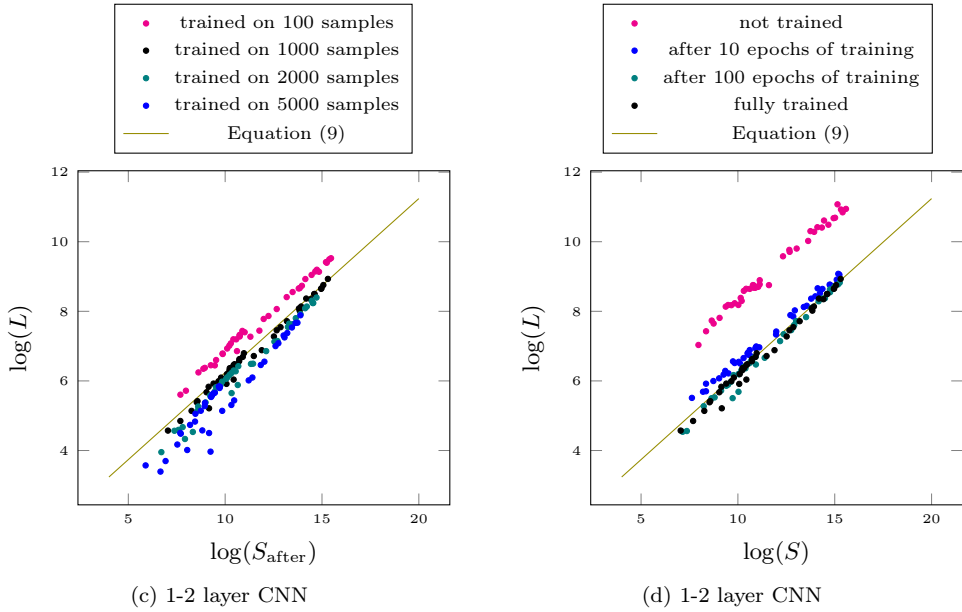 trained on 100 samples
trained on 1000 samples
trained on 2000 samples
trained on 5000 samples
Equation (9)
12
10
8
6
4
5
10
15
20
log(L)
log(S_after)
(c) 1-2 layer CNN
not trained
after 10 epochs of training
after 100 epochs of training
fully trained
Equation (9)
12
10
8
6
4
5
10
15
20
log(L)
log(S)
(d) 1-2 layer CNN